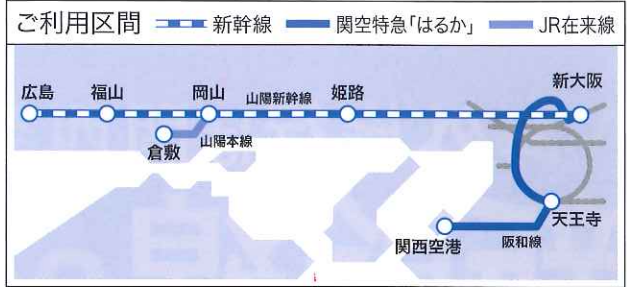 ご利用区間 新幹線 関空特急「はるか」 JR在来線
新大阪
広島 福山 岡山 山陽新幹線 姫路
倉敷 山陽本線
天王寺
関西空港 阪和線